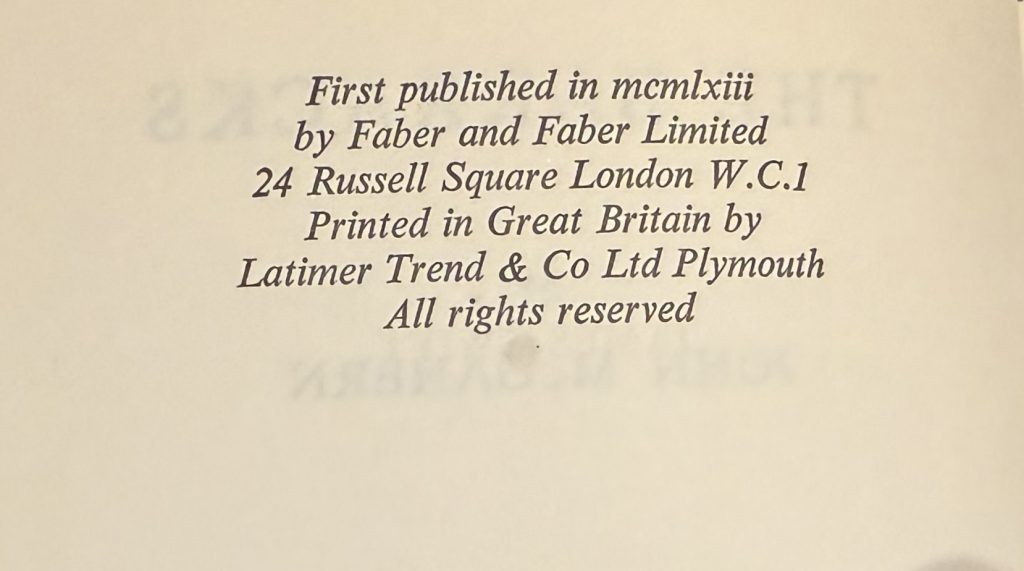 First published in mcmlxiii
by Faber and Faber Limited
24 Russell Square London W.C.1
Printed in Great Britain by
Latimer Trend & Co Ltd Plymouth
All rights reserved